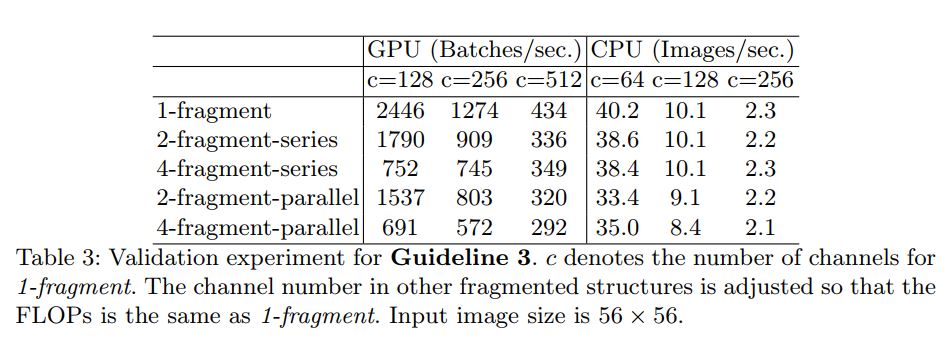 GPU (Batches/sec.) CPU (Images/sec.)
c=128 c=256 c=512 c=64 c=128 c=256
1-fragment 2446 1274 434 40.2 10.1 2.3
2-fragment-series 1790 909 336 38.6 10.1 2.2
4-fragment-series 752 745 349 38.4 10.1 2.3
2-fragment-parallel 1537 803 320 33.4 9.1 2.2
4-fragment-parallel 691 572 292 35.0 8.4 2.1
Table 3: Validation experiment for Guideline 3. c denotes the number of channels for
1-fragment. The channel number in other fragmented structures is adjusted so that the
FLOPs is the same as 1-fragment. Input image size is 56 × 56.